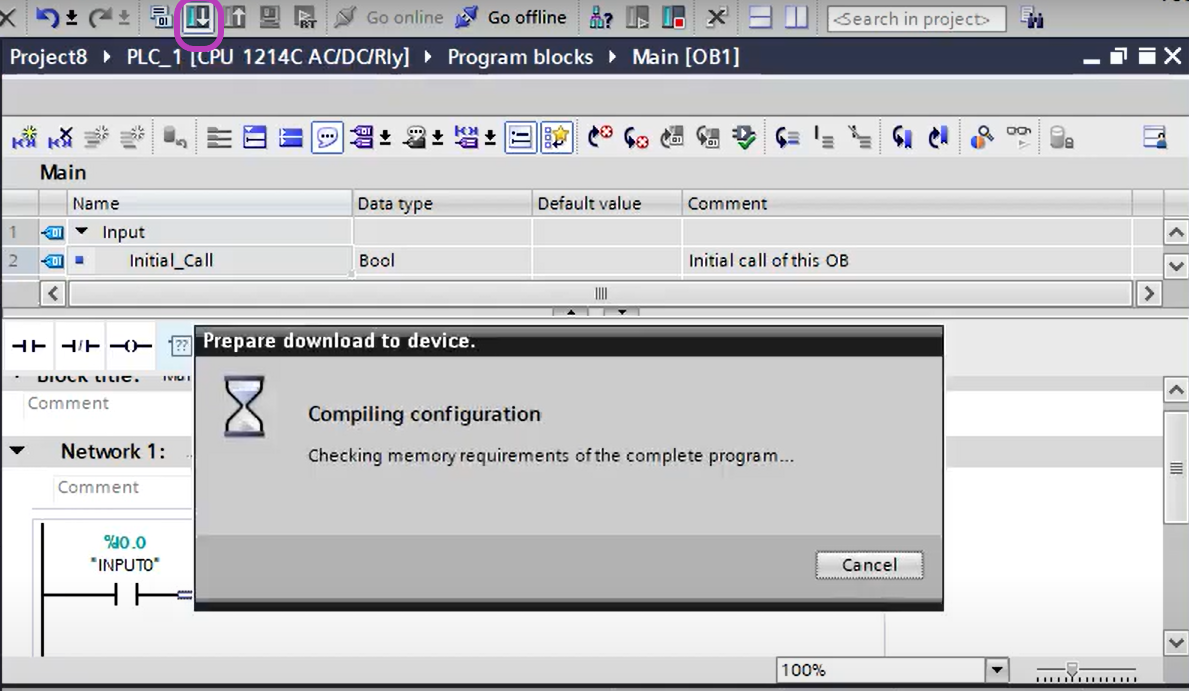 Go online Go offline <Search in project>
Project8 PLC_1 [CPU 1214C AC/DC/Rly] Program blocks Main [OB1]
Main
Name Data type Default value Comment
1 Input
2 Initial_Call Bool Initial call of this OB
??
Prepare download to device.
Block title:
Comment
Compiling configuration
Network 1:
Checking memory requirements of the complete program...
Comment
%I0.0
"INPUT0"
Cancel
100%